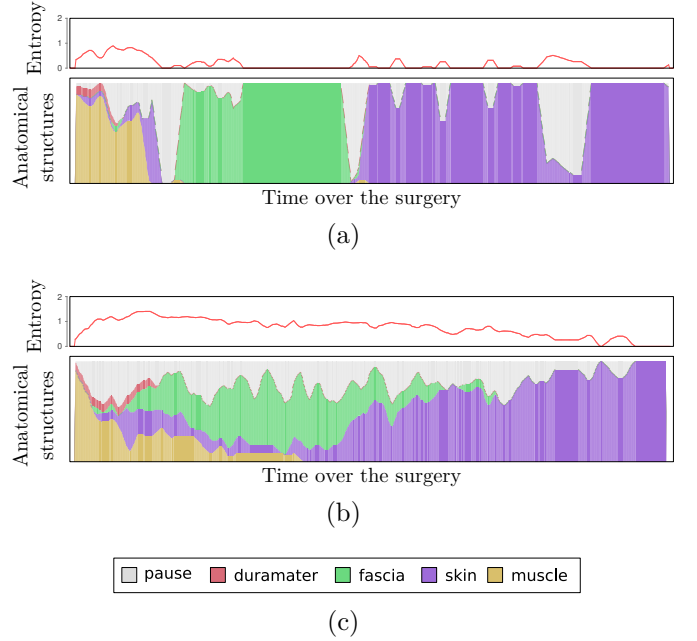 2
1
0
Entropy
Anatomical
structures
Time over the surgery
(a)
2
1
0
Entropy
Anatomical
structures
Time over the surgery
(b)
pause duramater fascia skin muscle
(c)